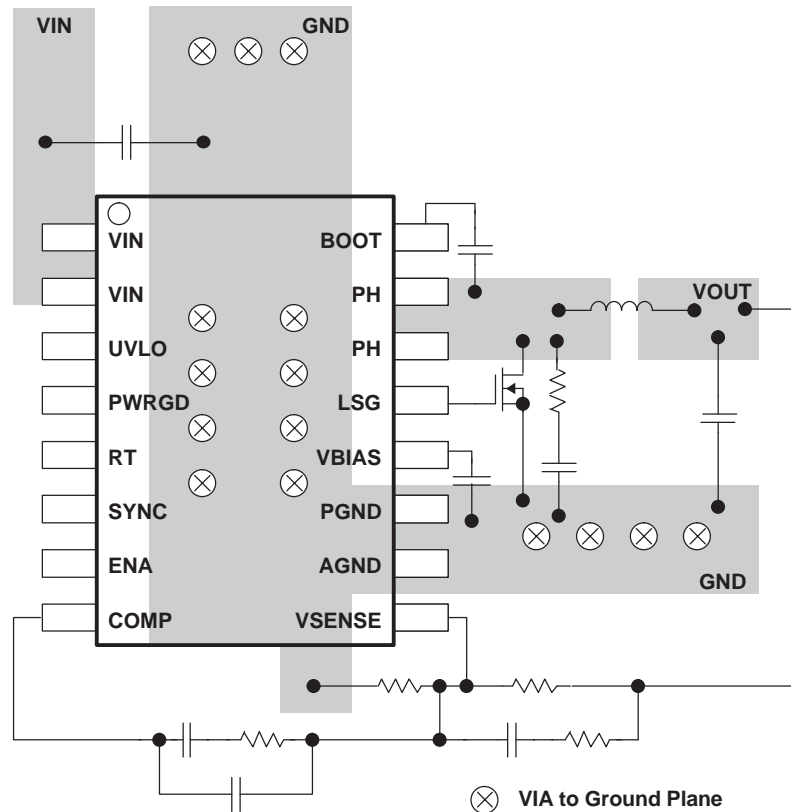 VIN
GND
VIN
BOOT
VIN
PH
VOUT
UVLO
PH
PWRGD
LSG
RT
VBIAS
SYNC
PGND
ENA
AGND
GND
COMP
VSENSE
VIA to Ground Plane